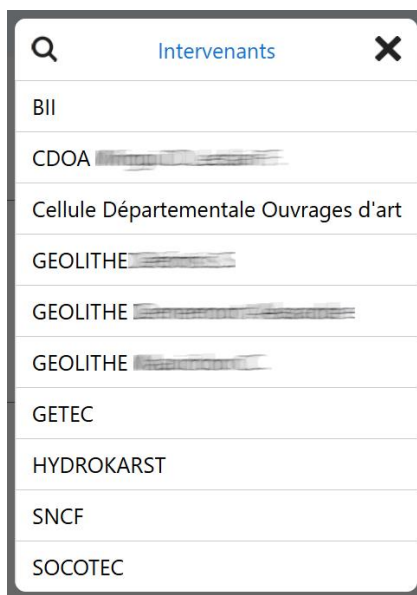 Intervenants
BII
CDOA
Cellule Départementale Ouvrages d'art
GEOLITHE
GEOLITHE
GEOLITHE
GETEC
HYDROKARST
SNCF
SOCOTEC